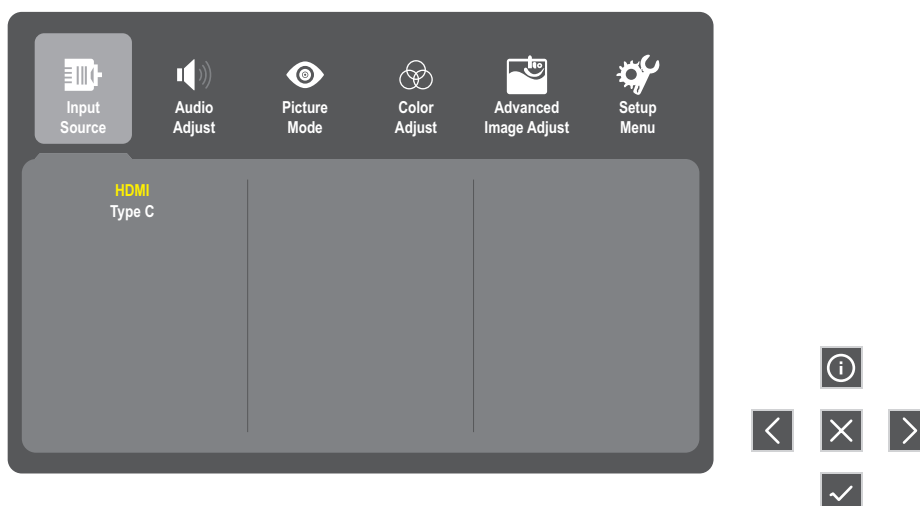 Input
Source
Audio
Adjust
Picture
Mode
Color
Adjust
Advanced
Image Adjust
Setup
Menu
HDMI
Type C